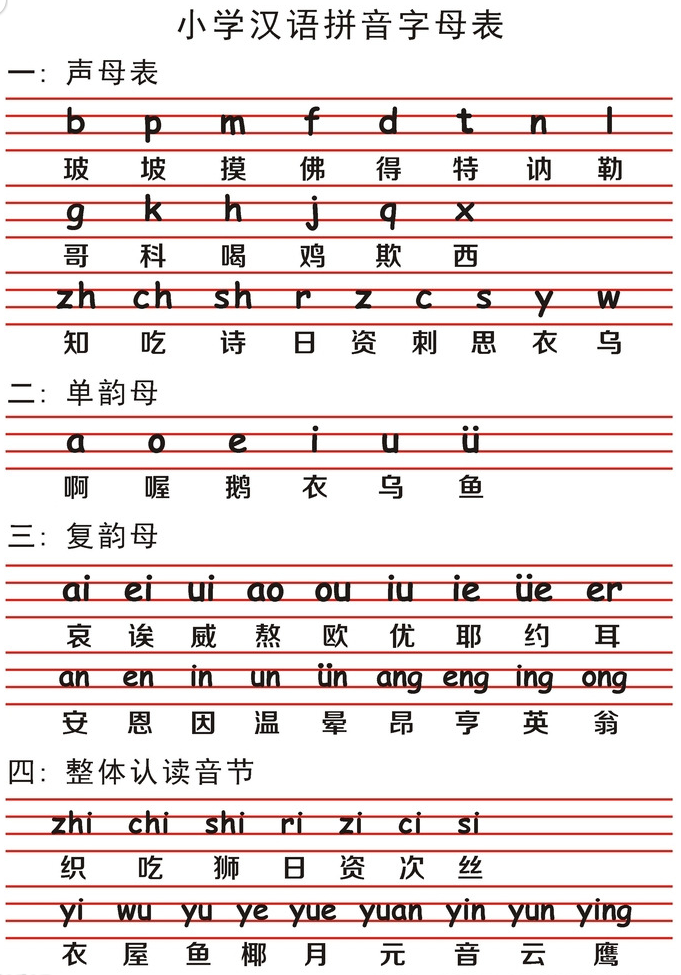 小学汉语拼音字母表
一：声母表
b p m f d t n l
玻 坡 摸 佛 得 特 讷 勒
g k h j q x
哥 科 喝 鸡 欺 西
zh ch sh r z c s y w
知 吃 诗 日 资 刺 思 衣 乌
二：单韵母
a o e i u ü
啊 喔 鹅 衣 乌 鱼
三：复韵母
ai ei ui ao ou iu ie üe er
哀 诶 威 熬 欧 优 耶 约 耳
an en in un ün ang eng ing ong
安 恩 因 温 晕 昂 亨 英 翁
四：整体认读音节
zhi chi shi ri zi ci si
织 吃 狮 日 资 次 丝
yi wu yu ye yue yuan yin yun ying
衣 屋 鱼 椰 月 元 音 云 鹰